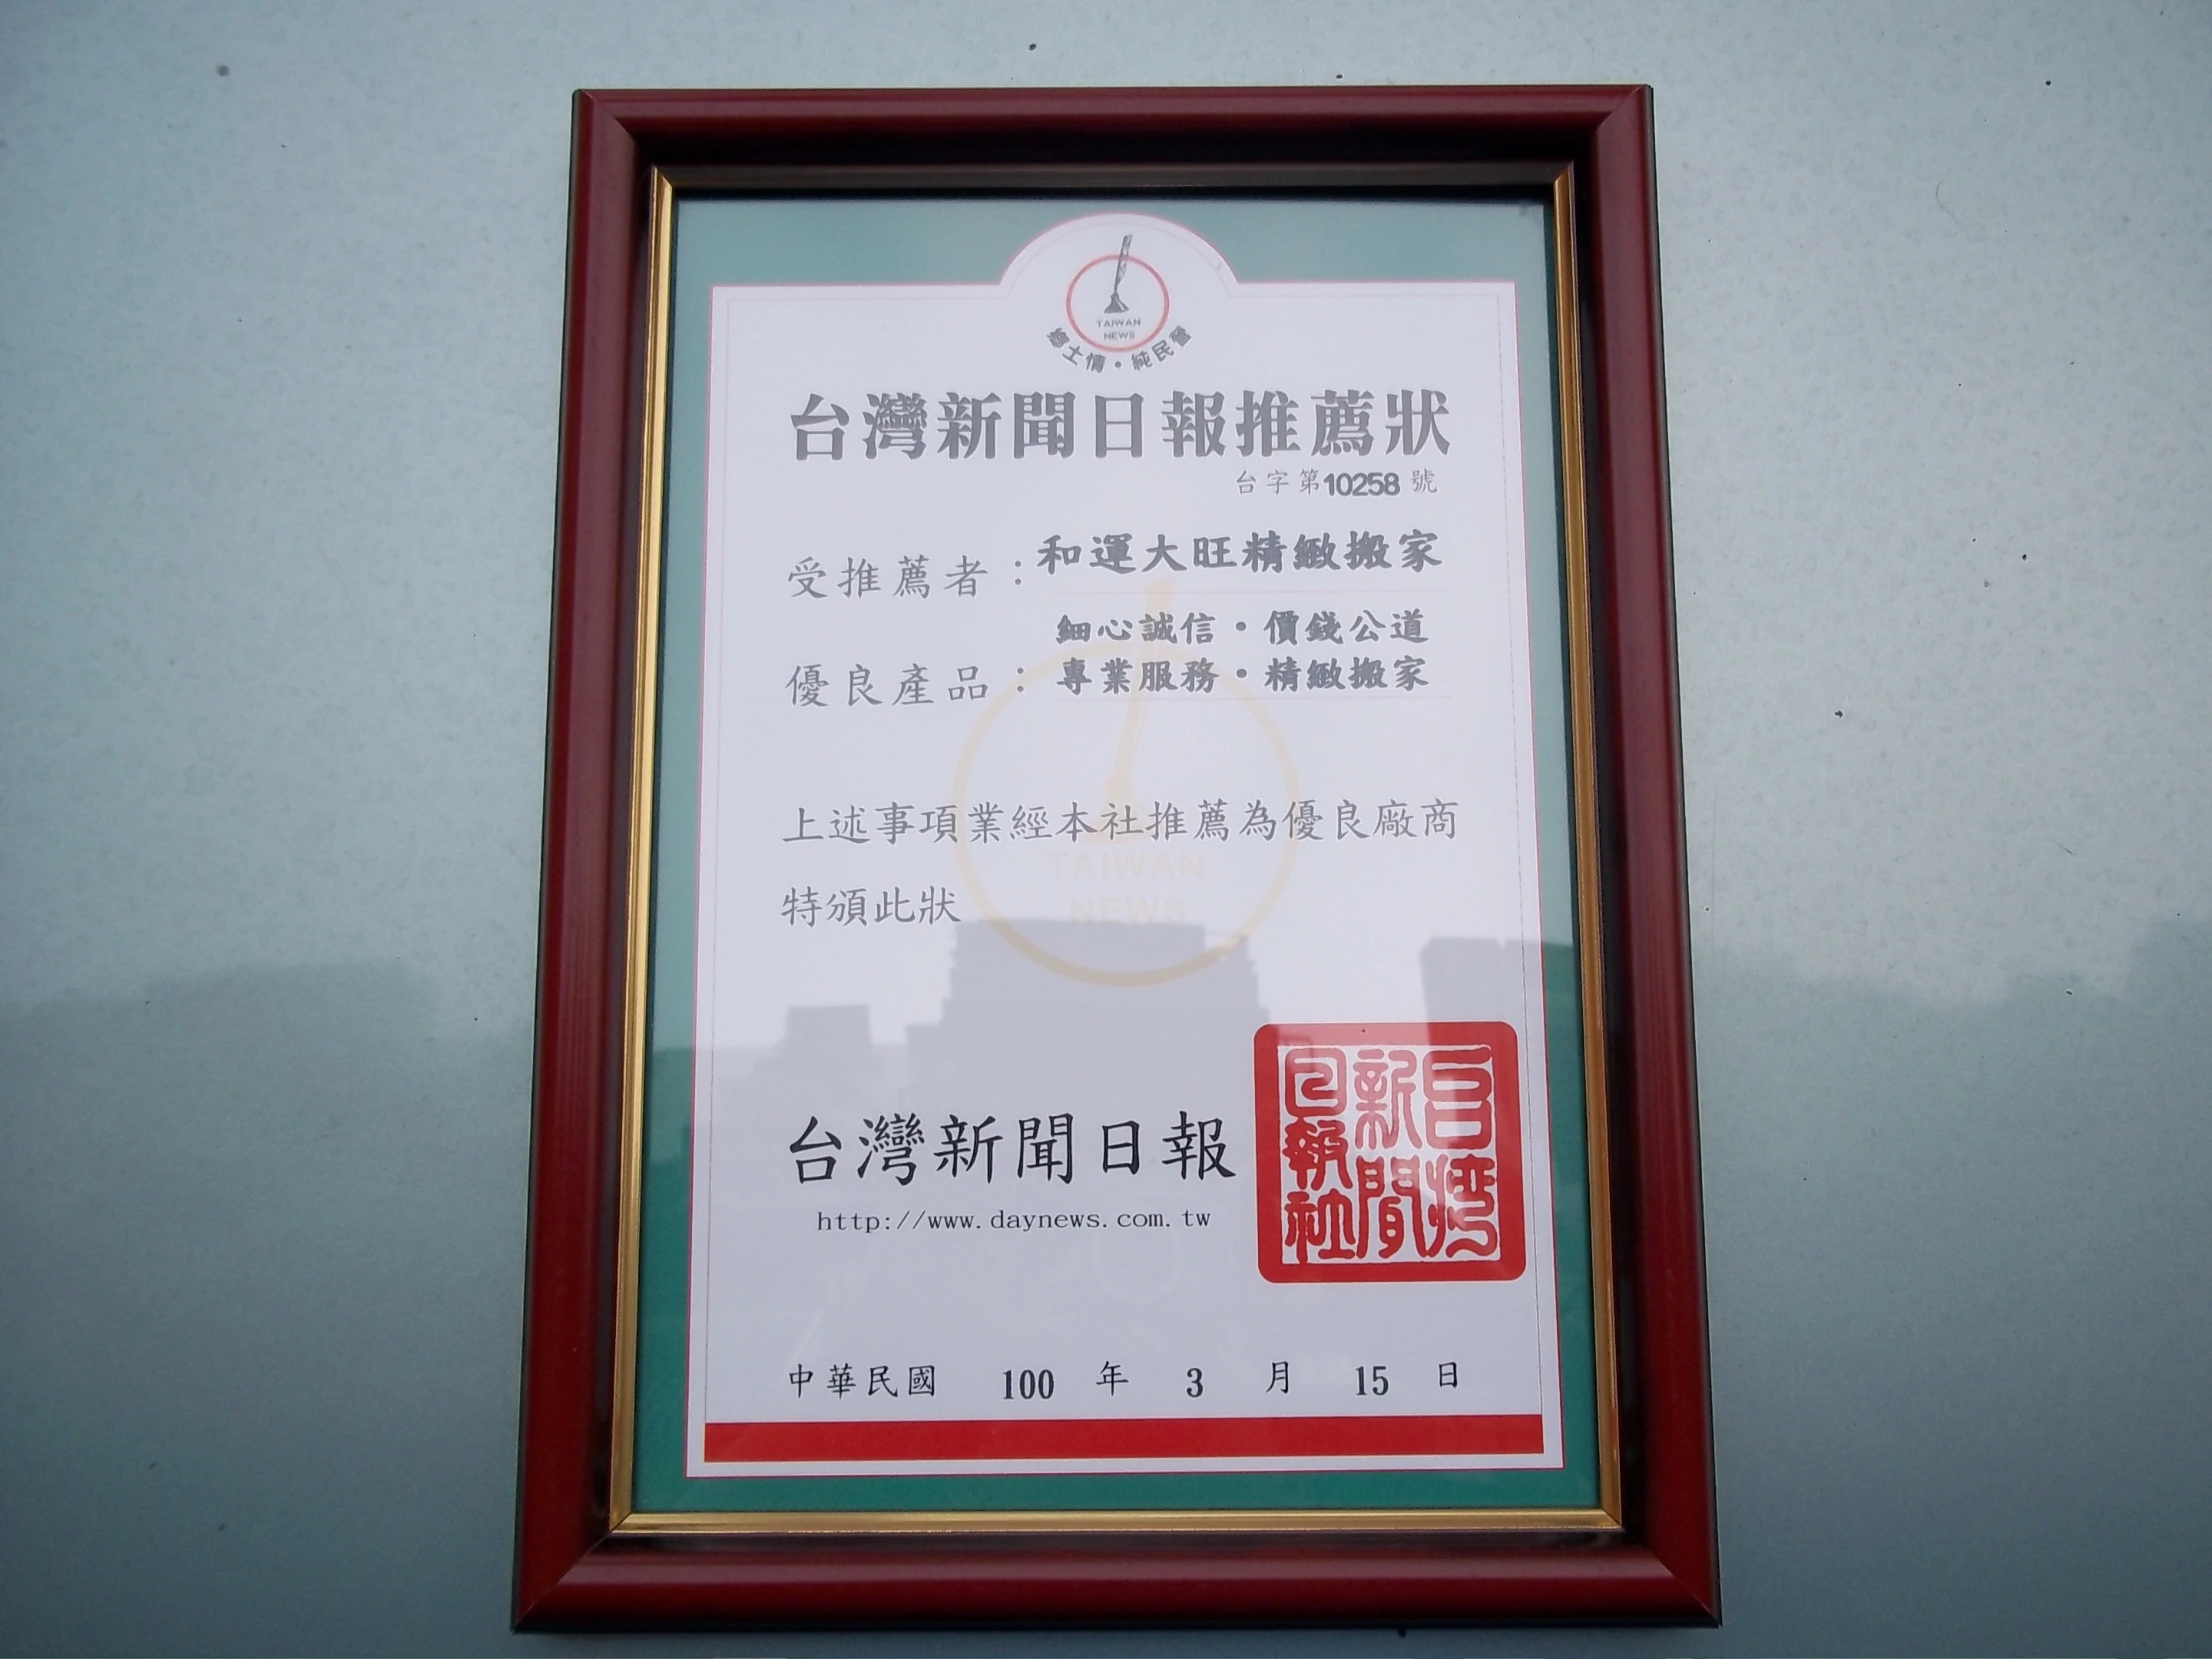 TAIWAN
NEWS
鄉土情・純民營
台灣新聞日報推薦狀
台字第10258號
受推薦者：和運大旺精緻搬家
細心誠信・價錢公道
優良產品：專業服務・精緻搬家
上述事項業經本社推薦為優良廠商
特頒此狀
TAIWAN
NEWS
台灣新聞日報
http://www.daynews.com.tw
台灣新聞日報社
中華民國 100 年 3 月 15 日